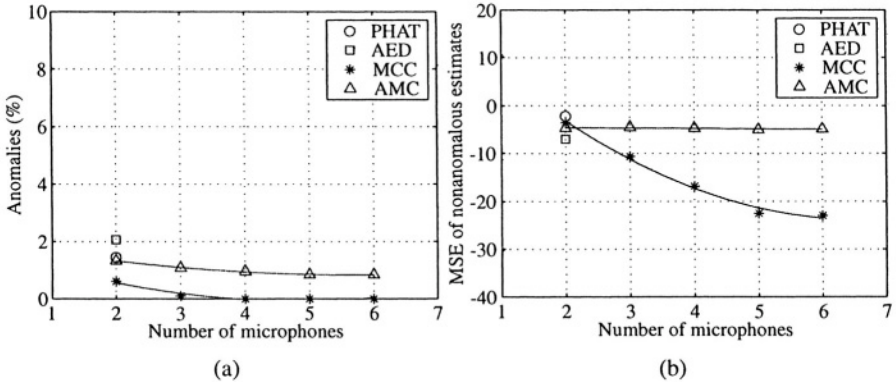 10
8
6
4
2
0
Anomalies (%)
PHAT
AED
MCC
AMC
1 2 3 4 5 6 7
Number of microphones
(a)
20
10
0
-10
-20
-30
-40
MSE of nonanomalous estimates
PHAT
AED
MCC
AMC
1 2 3 4 5 6 7
Number of microphones
(b)